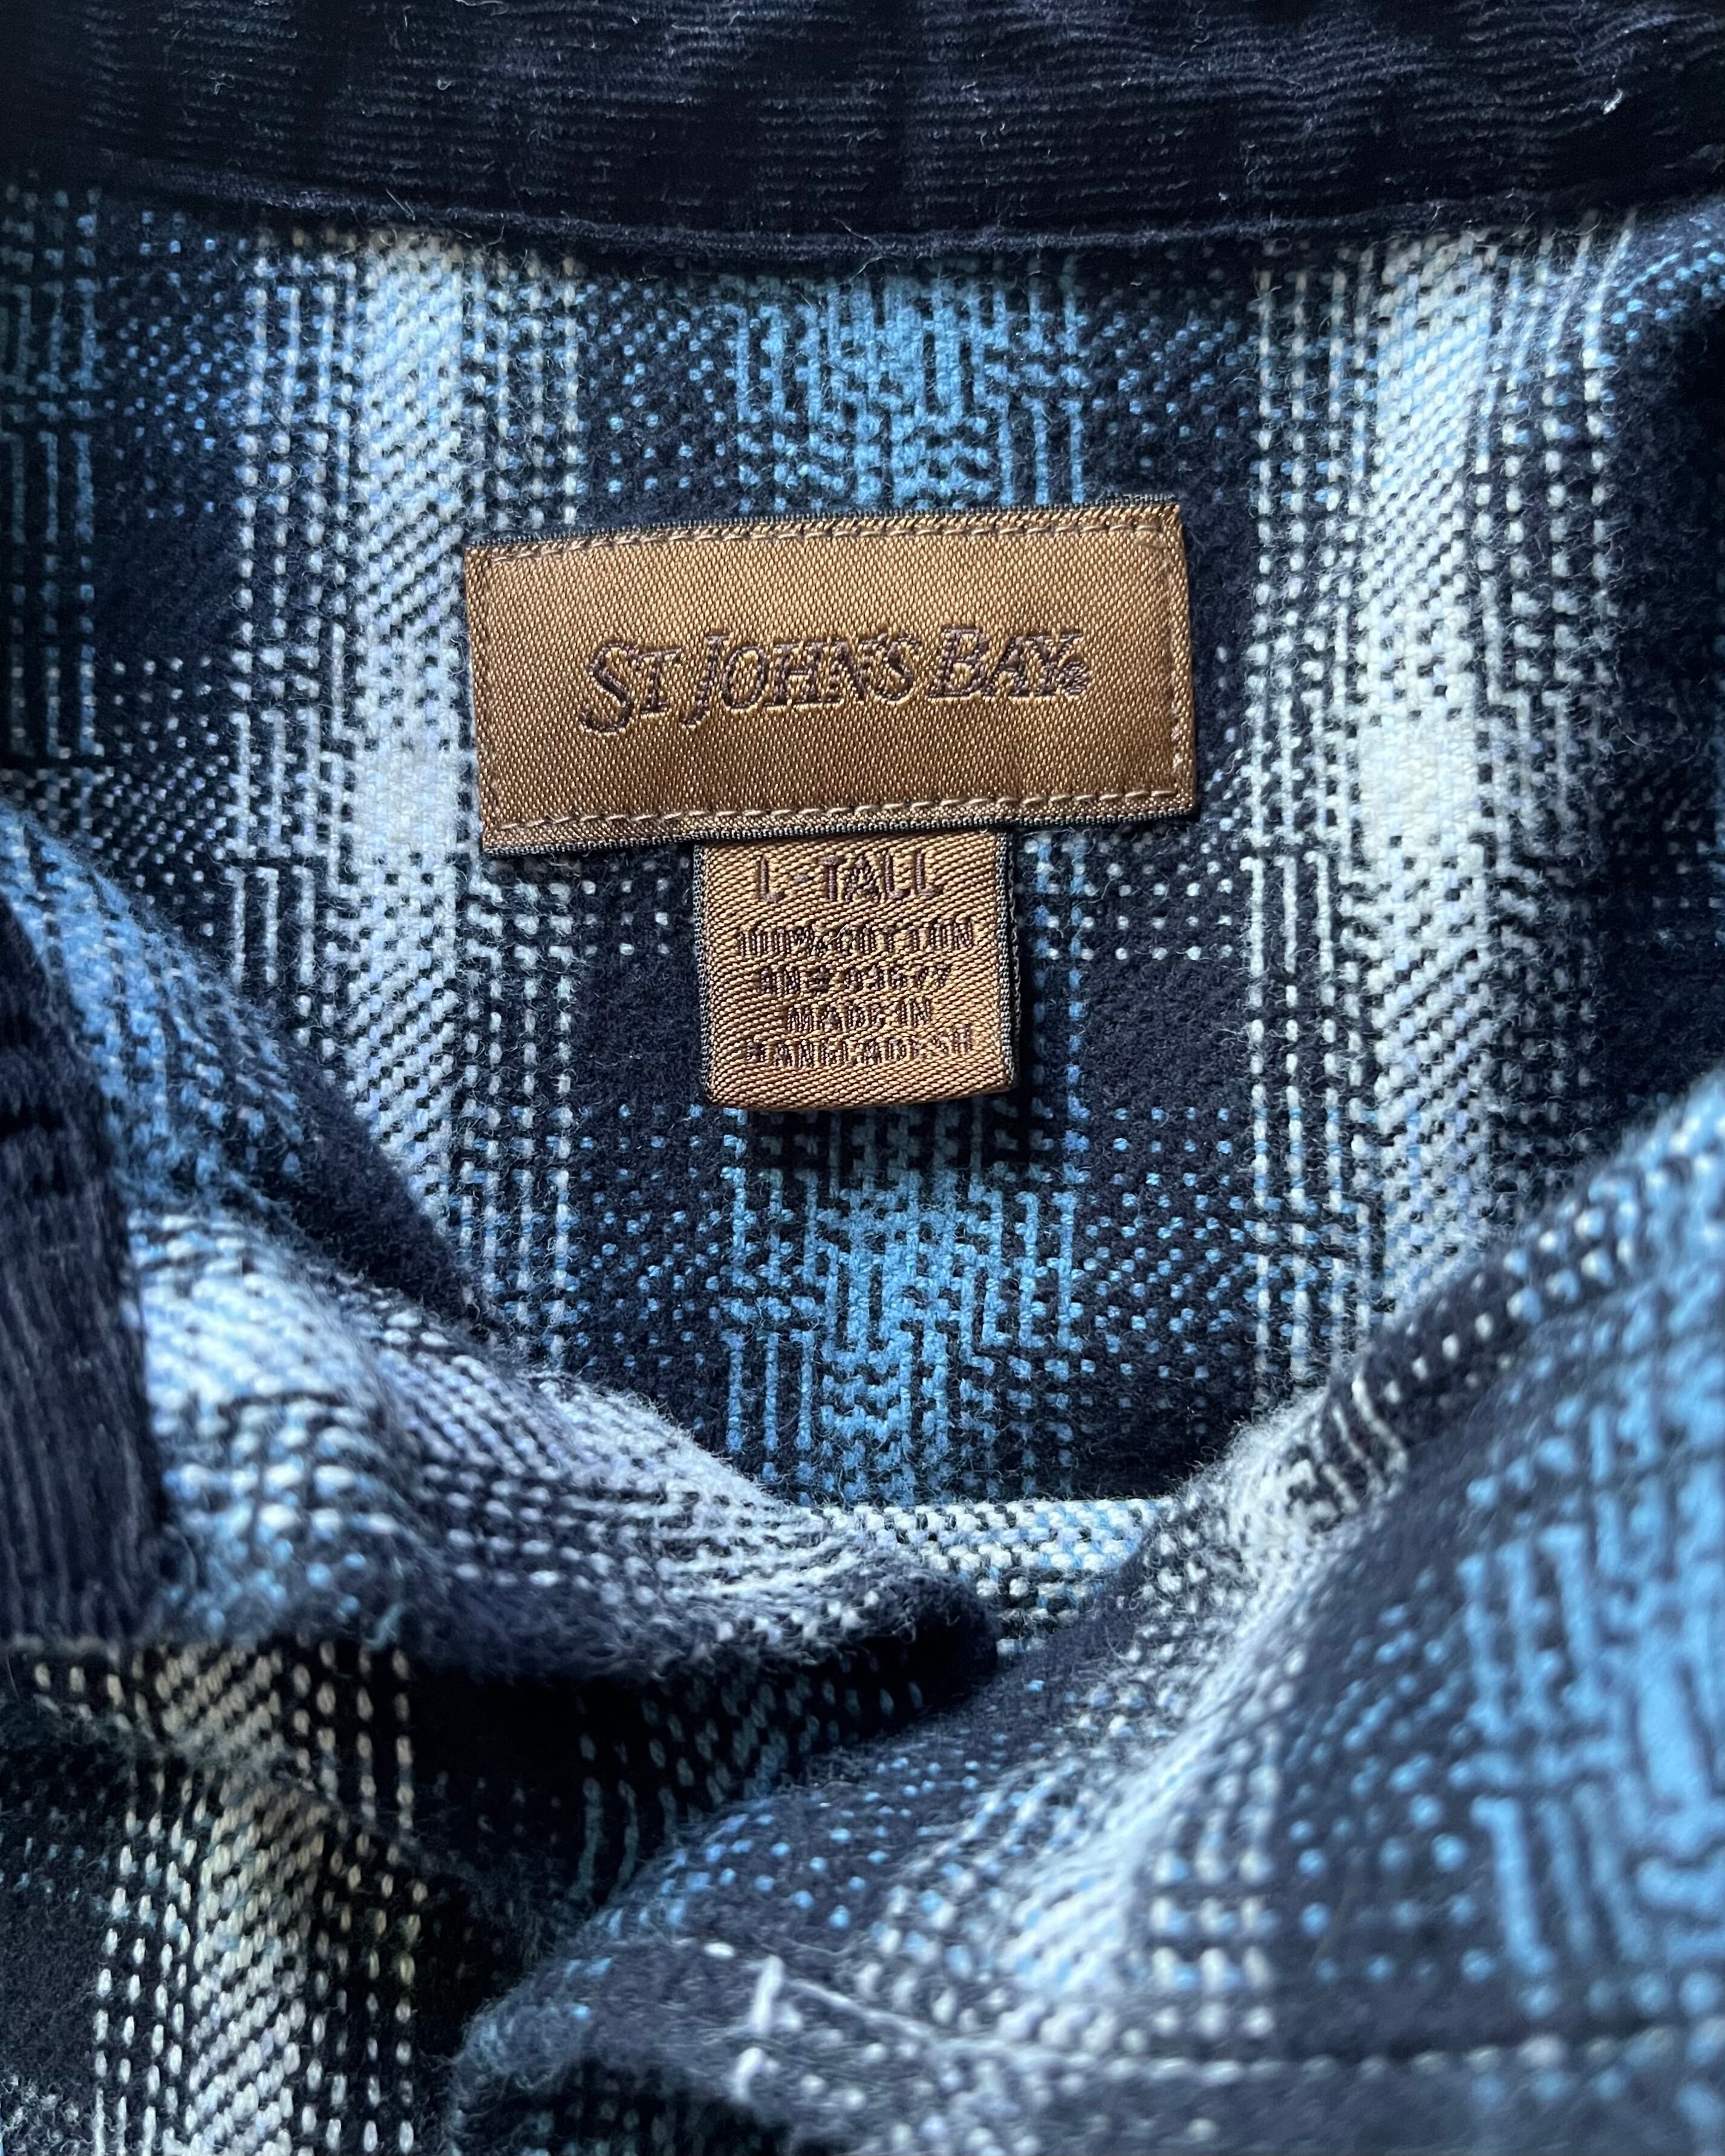 ST JOHN'S BAY®
L-TALL
100% COTTON
RN# 93677
MADE IN
BANGLADESH